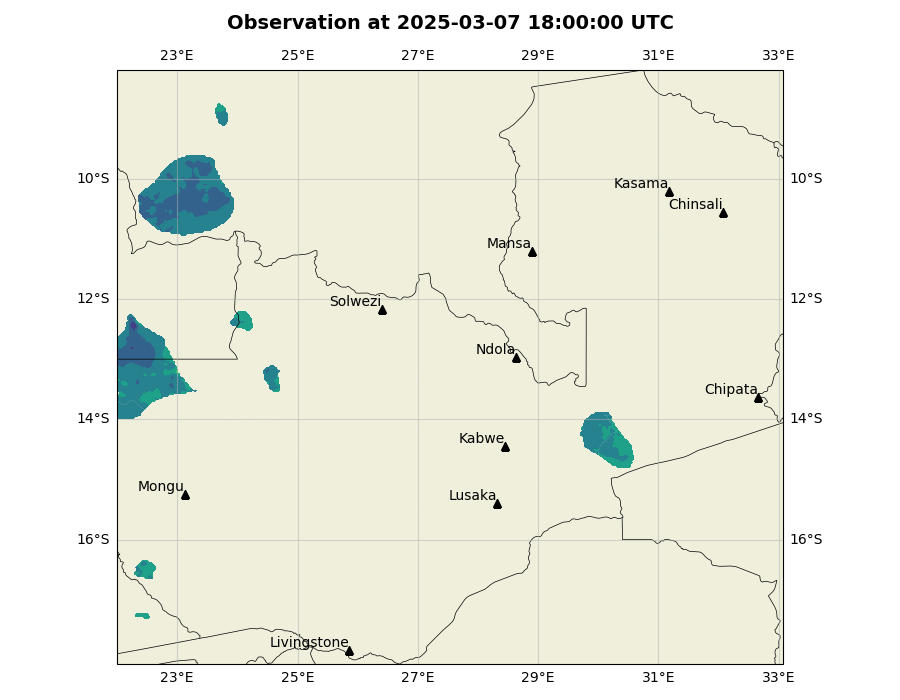 Observation at 2025-03-07 18:00:00 UTC
23°E 25°E 27°E 29°E 31°E 33°E
10°S 10°S
Kasama
Chinsali
Mansa
12°S 12°S
Solwezi
Ndola
Chipata
14°S 14°S
Kabwe
Mongu
Lusaka
16°S 16°S
Livingstone
23°E 25°E 27°E 29°E 31°E 33°E